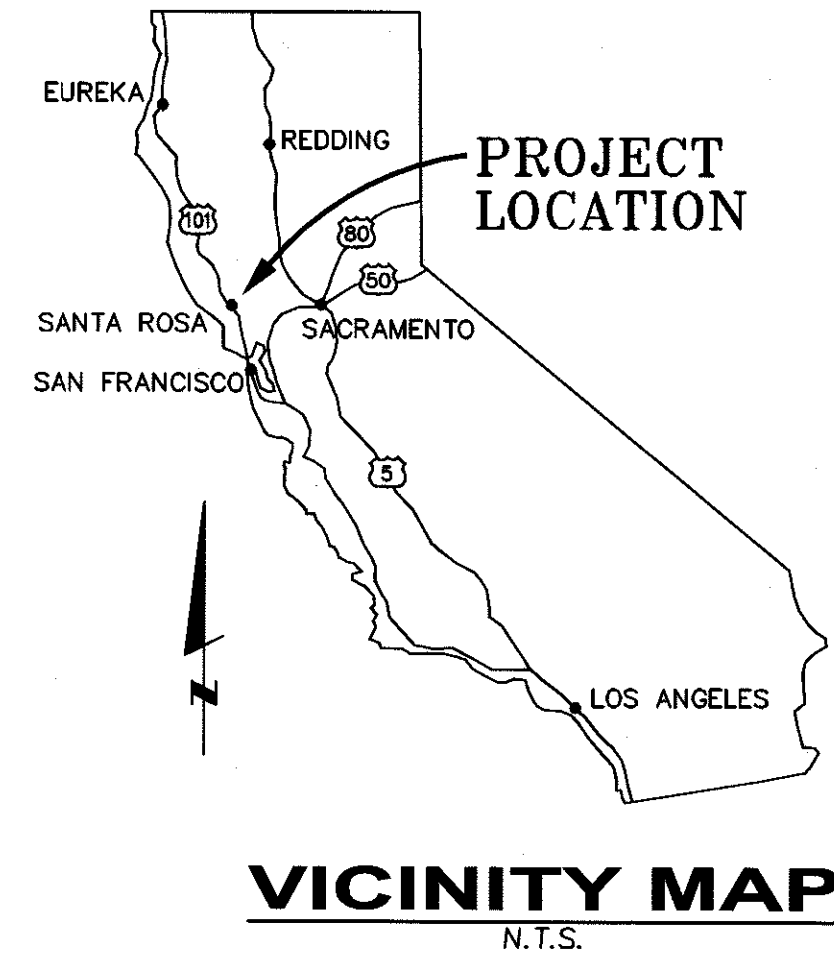 EUREKA
REDDING
PROJECT
LOCATION
101
80
50
SANTA ROSA
SACRAMENTO
SAN FRANCISCO
5
N
LOS ANGELES
VICINITY MAP
N.T.S.